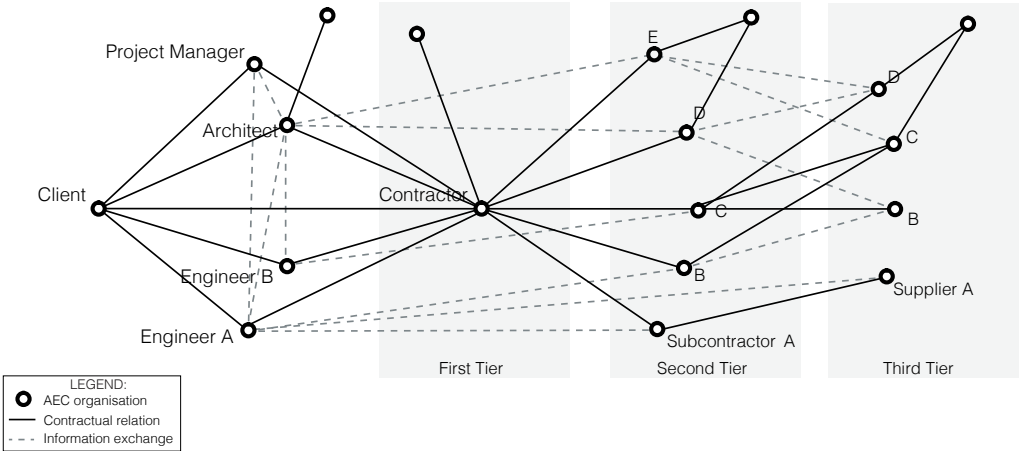 E
Project Manager
D
D
Architect
C
Client
Contractor
C
B
Engineer B
B
Supplier A
Engineer A
Subcontractor A
First Tier
Second Tier
Third Tier
LEGEND:
AEC organisation
Contractual relation
Information exchange